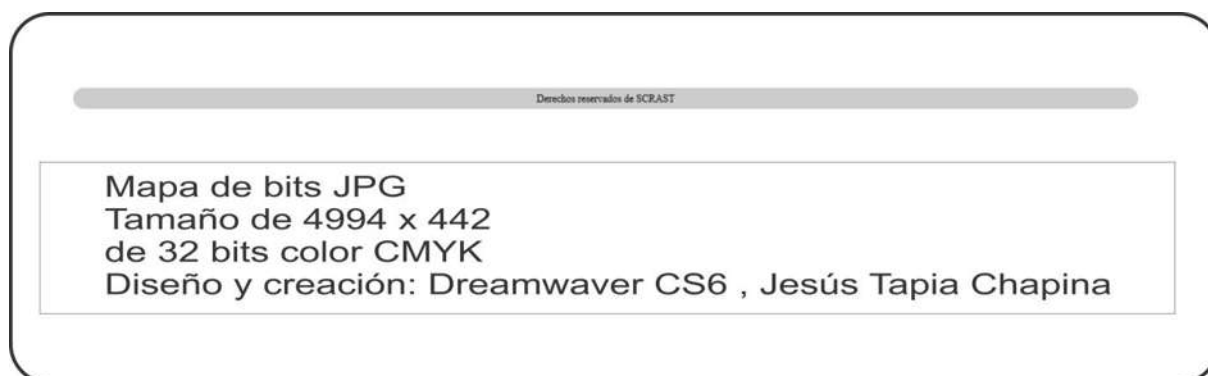 Derechos reservados de SCRAST
Mapa de bits JPG
Tamaño de 4994 x 442
de 32 bits color CMYK
Diseño y creación: Dreamwaver CS6 , Jesús Tapia Chapina